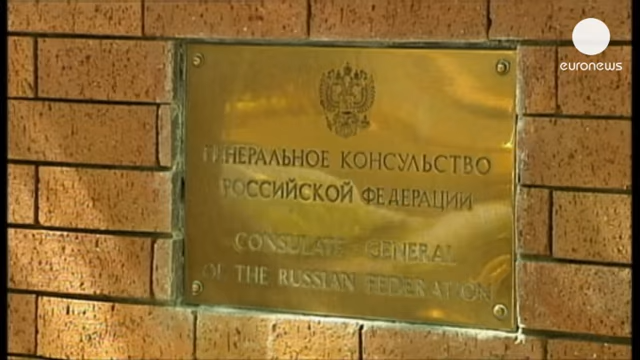 euronews
ГЕНЕРАЛЬНОЕ КОНСУЛЬСТВО
РОССИЙСКОЙ ФЕДЕРАЦИИ
CONSULATE - GENERAL
OF THE RUSSIAN FEDERATION